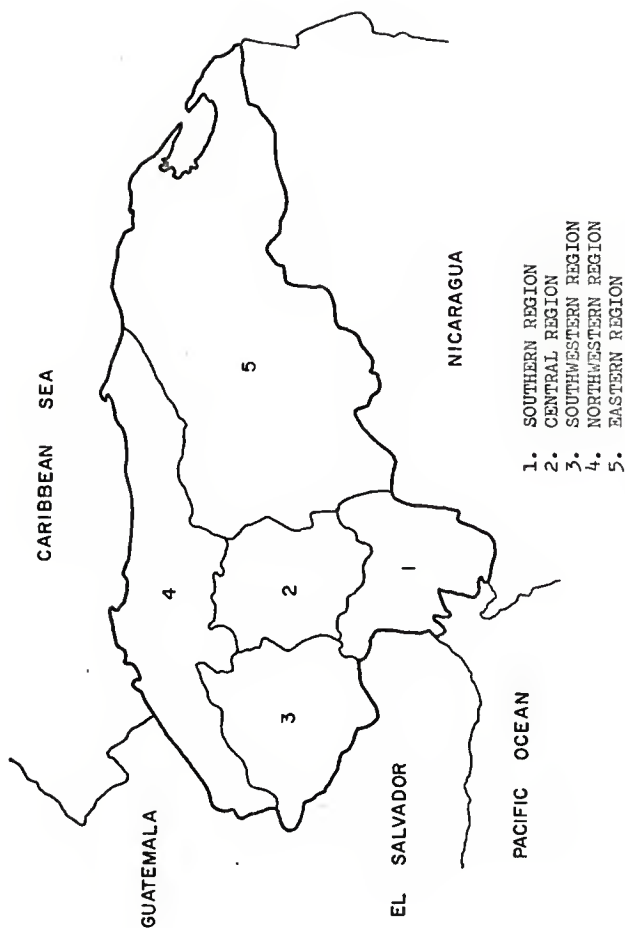 CARIBBEAN SEA
GUATEMALA
4
5
2
3
1
EL SALVADOR
NICARAGUA
PACIFIC OCEAN
1. SOUTHERN REGION
2. CENTRAL REGION
3. SOUTHWESTERN REGION
4. NORTHWESTERN REGION
5. EASTERN REGION